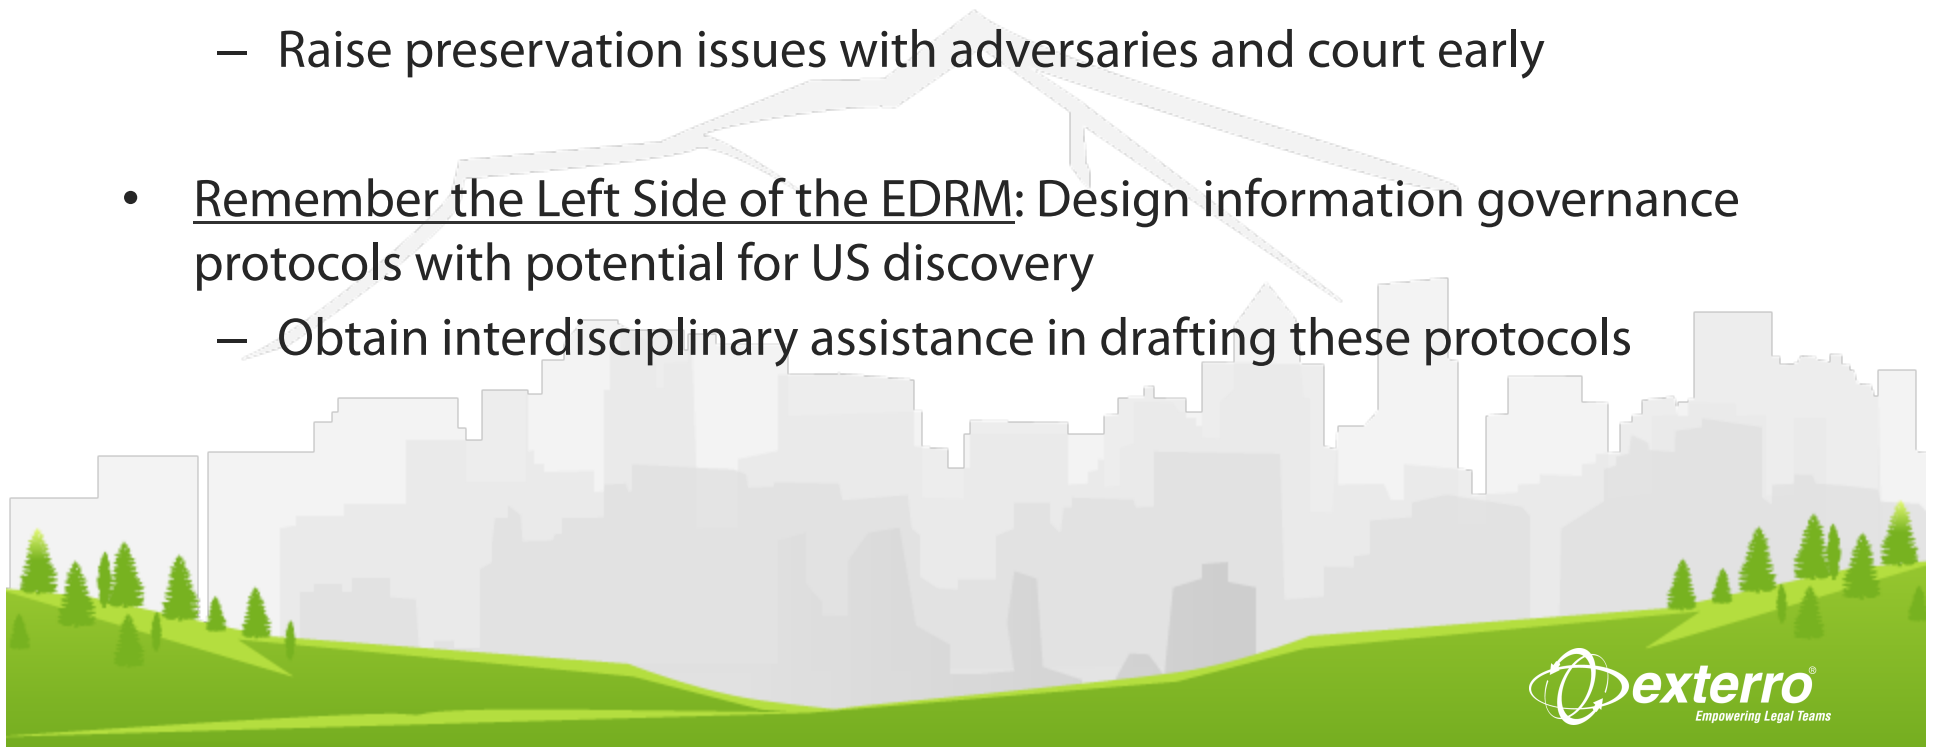 – Raise preservation issues with adversaries and court early
• Remember the Left Side of the EDRM: Design information governance
protocols with potential for US discovery
– Obtain interdisciplinary assistance in drafting these protocols
exterro®
Empowering Legal Teams